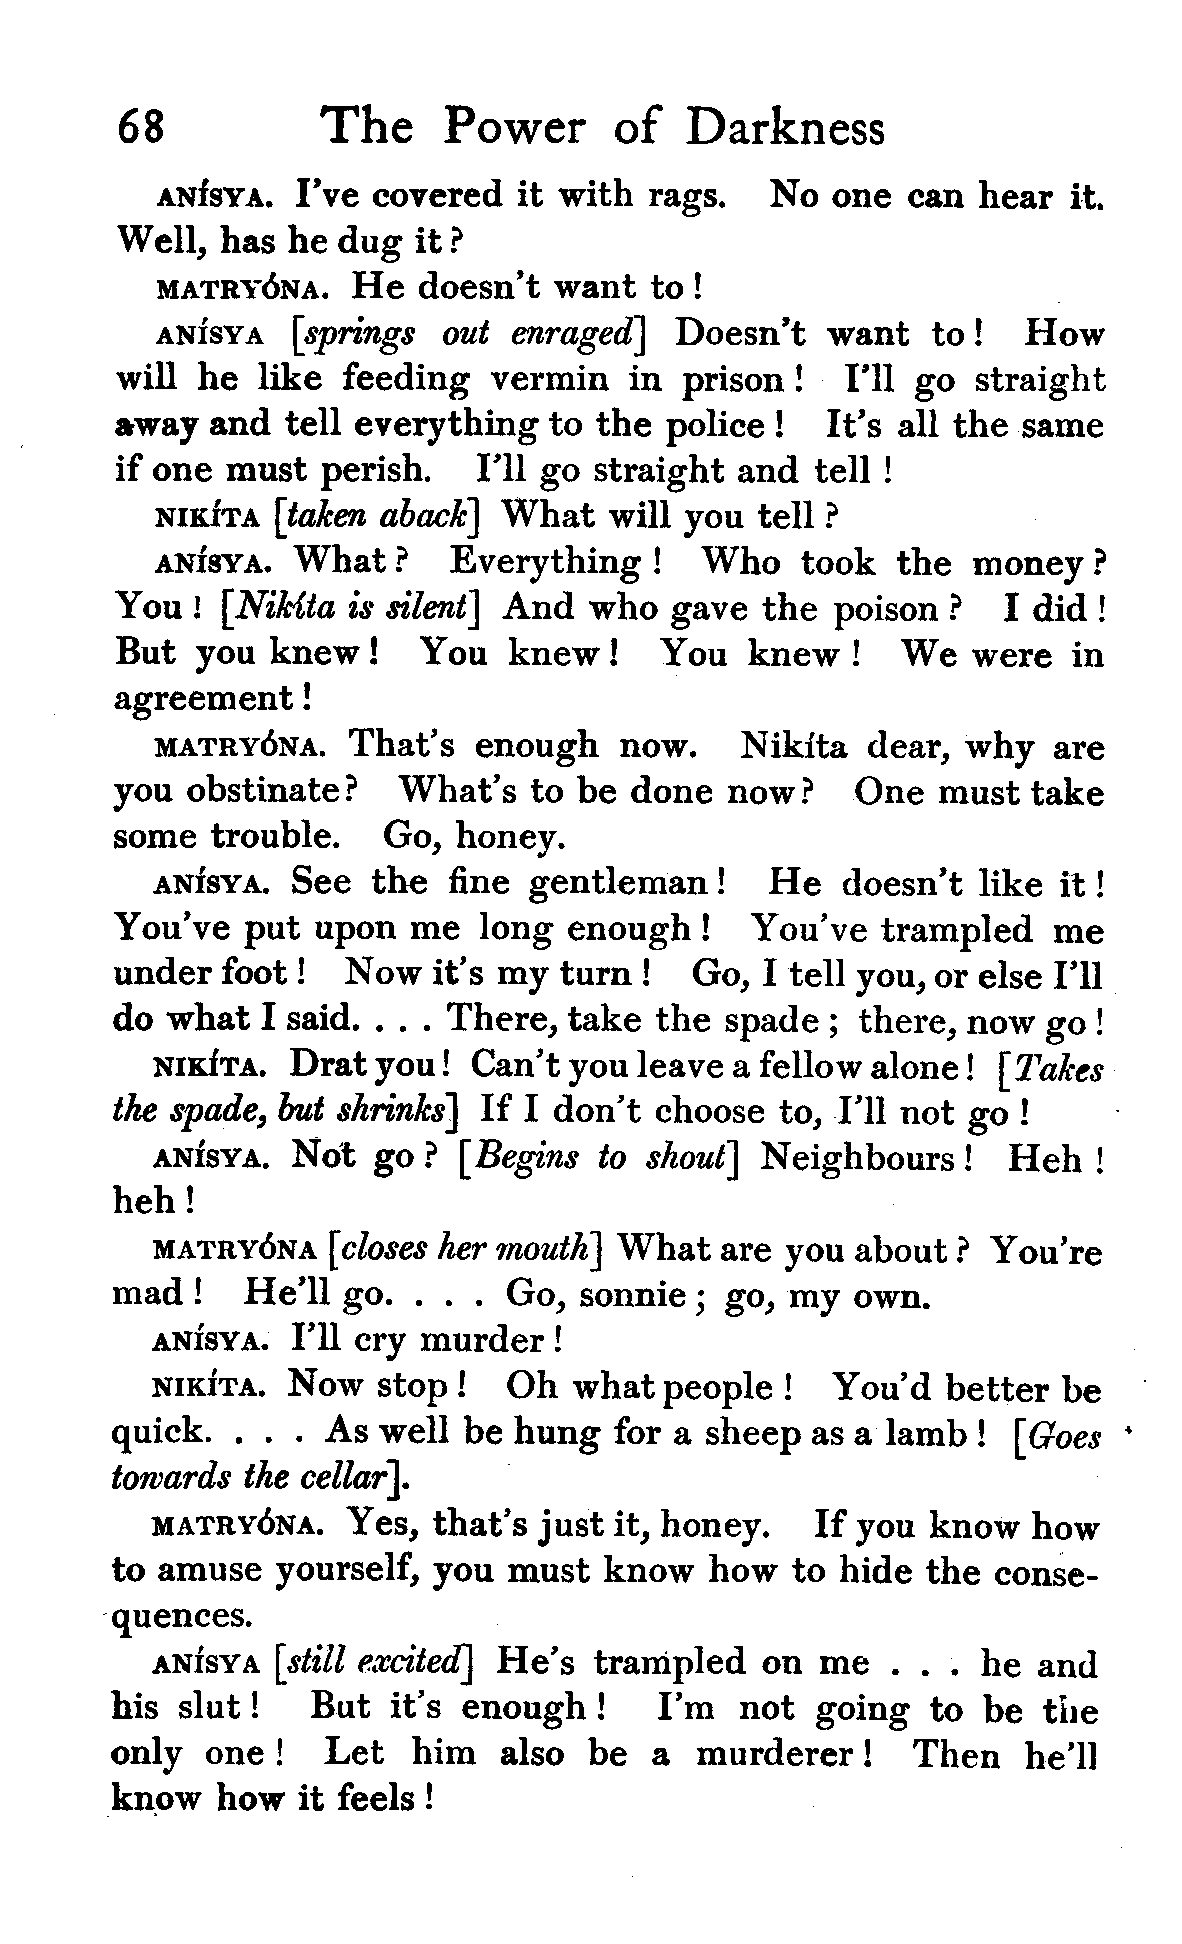 68 The Power of Darkness
ANÍSYA. I've covered it with rags. No one can hear it.
Well, has he dug it?
MATRYÓNA. He doesn't want to!
ANÍSYA [springs out enraged] Doesn't want to! How
will he like feeding vermin in prison! I'll go straight
away and tell everything to the police! It's all the same
if one must perish. I'll go straight and tell!
NIKÍTA [taken aback] What will you tell?
ANÍSYA. What? Everything! Who took the money?
You! [Nikíta is silent] And who gave the poison? I did!
But you knew! You knew! You knew! We were in
agreement!
MATRYÓNA. That's enough now. Nikíta dear, why are
you obstinate? What's to be done now? One must take
some trouble. Go, honey.
ANÍSYA. See the fine gentleman! He doesn't like it!
You've put upon me long enough! You've trampled me
under foot! Now it's my turn! Go, I tell you, or else I'll
do what I said. . . . There, take the spade; there, now go!
NIKÍTA. Drat you! Can't you leave a fellow alone! [Takes
the spade, but shrinks] If I don't choose to, I'll not go!
ANÍSYA. Not go? [Begins to shout] Neighbours! Heh!
heh!
MATRYÓNA [closes her mouth] What are you about? You're
mad! He'll go. . . . Go, sonnie; go, my own.
ANÍSYA. I'll cry murder!
NIKÍTA. Now stop! Oh what people! You'd better be
quick. . . . As well be hung for a sheep as a lamb! [Goes
towards the cellar].
MATRYÓNA. Yes, that's just it, honey. If you know how
to amuse yourself, you must know how to hide the conse-
quences.
ANÍSYA [still excited] He's trampled on me . . . he and
his slut! But it's enough! I'm not going to be the
only one! Let him also be a murderer! Then he'll
know how it feels!